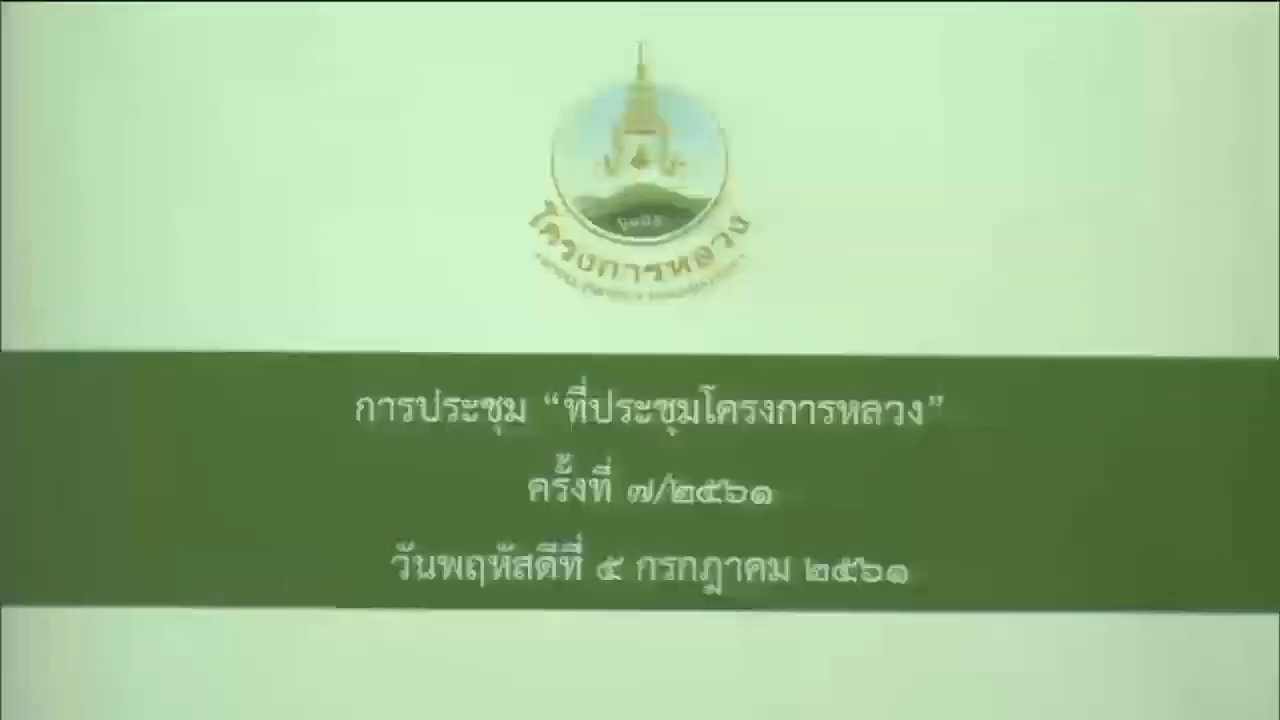 โครงการหลวง
การประชุม “ที่ประชุมโครงการหลวง”
ครั้งที่ ๗/๒๕๖๑
วันพฤหัสดีที่ ๕ กรกฎาคม ๒๕๖๑